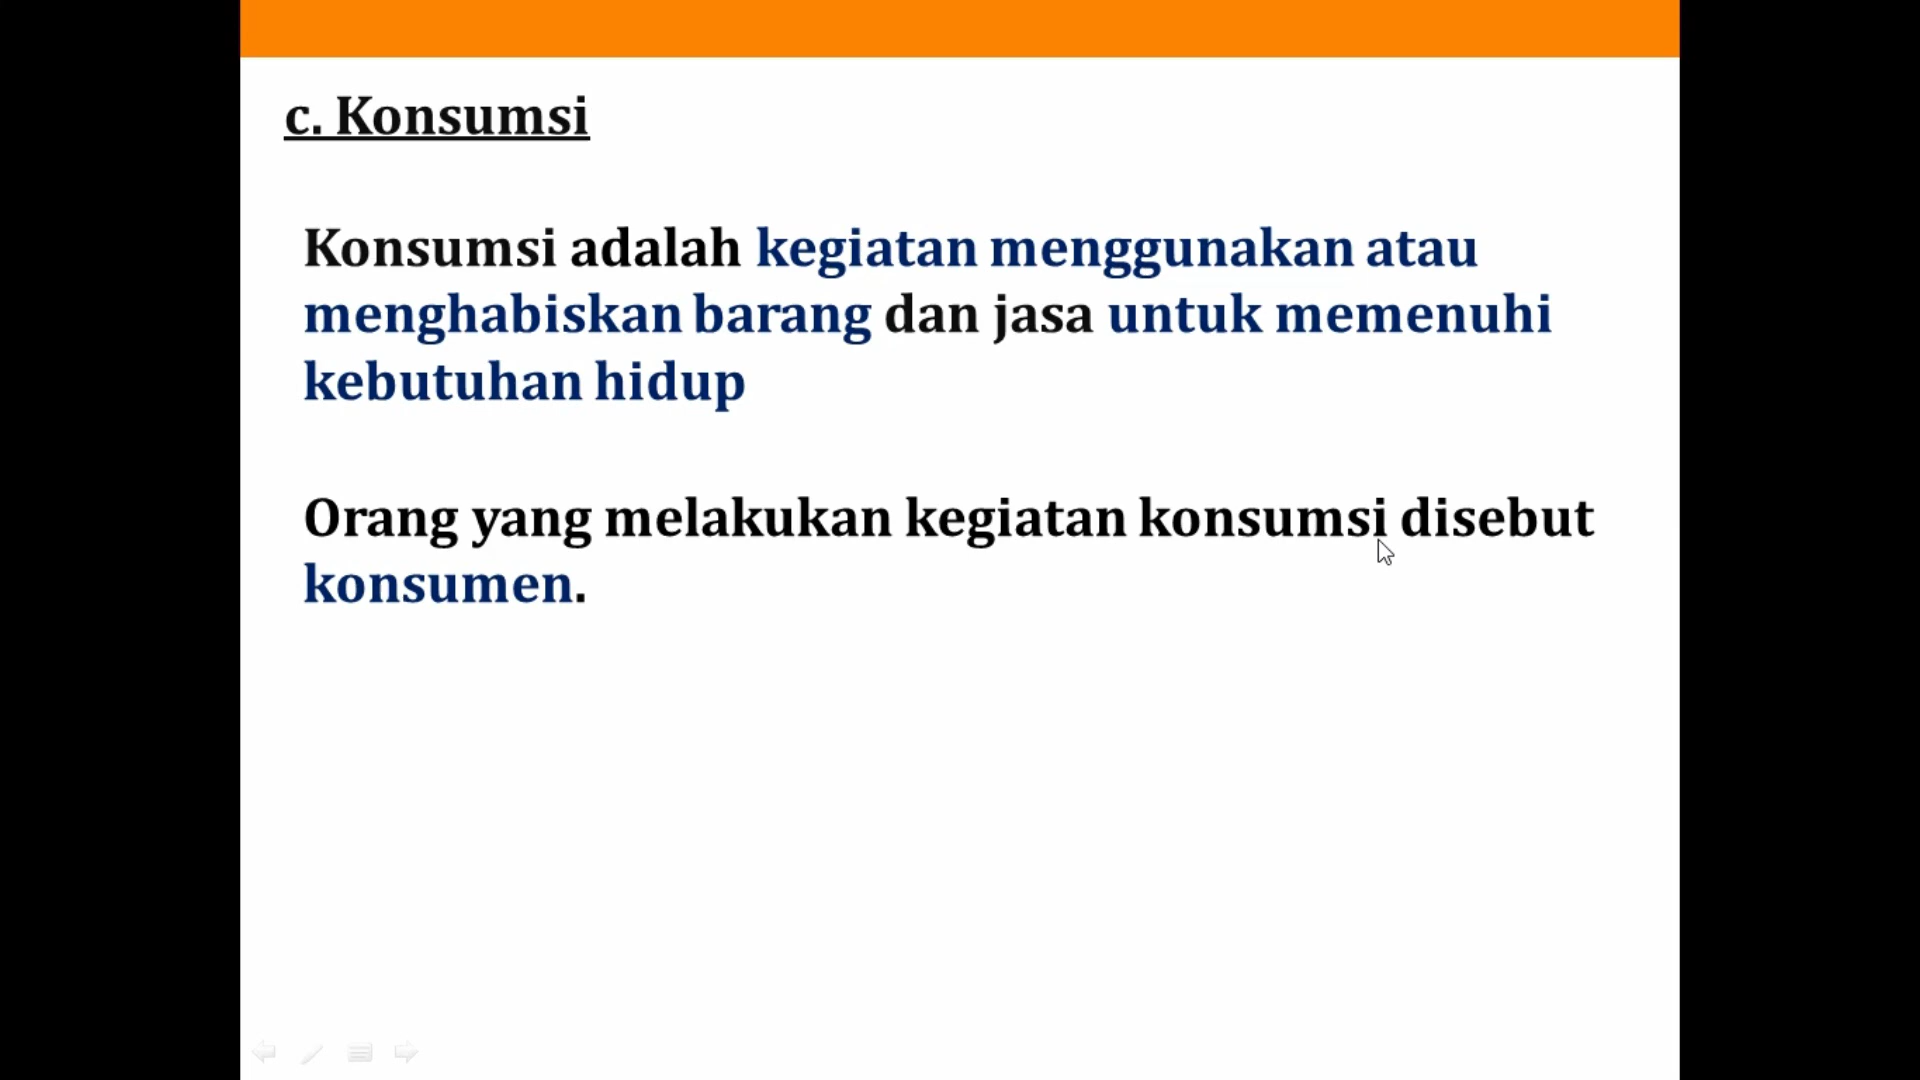 c. Konsumsi
Konsumsi adalah kegiatan menggunakan atau
menghabiskan barang dan jasa untuk memenuhi
kebutuhan hidup
Orang yang melakukan kegiatan konsumsi disebut
konsumen.